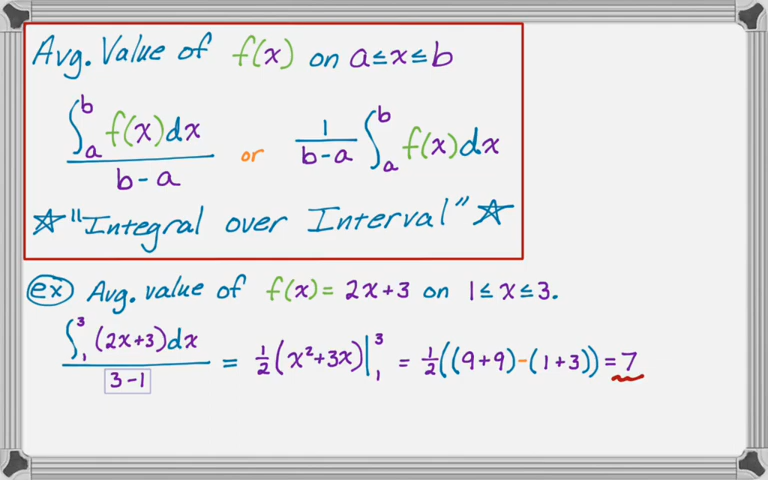 Avg. Value of f(x) on a≤x≤b
∫_a^b f(x)dx / b-a or 1/b-a ∫_a^b f(x)dx
☆"Integral over Interval"☆
ex Avg. value of f(x)= 2x+3 on 1≤x≤3.
∫_1^3 (2x+3)dx / 3-1 = 1/2(x²+3x)|_1^3 = 1/2((9+9)-(1+3)) = 7